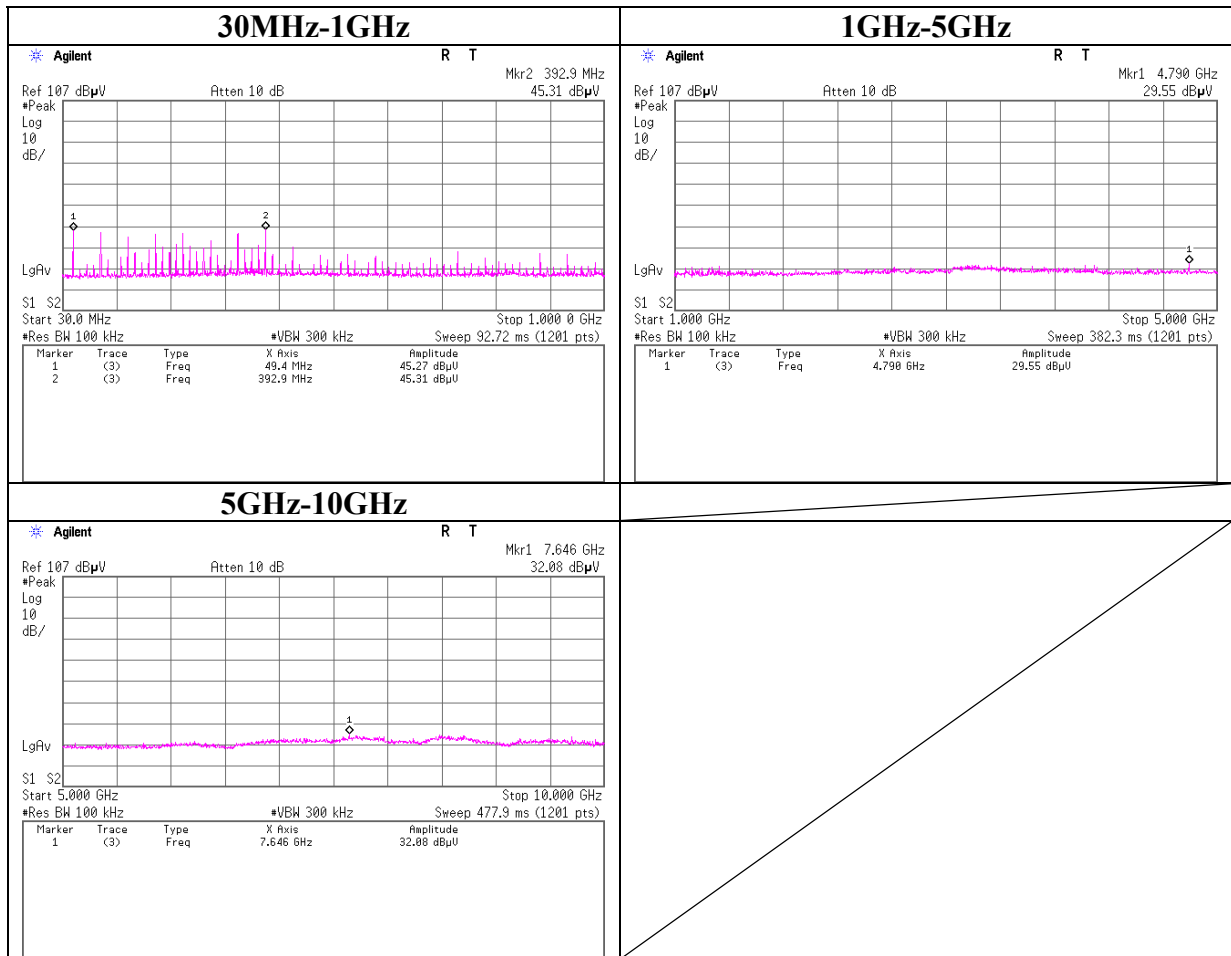 30MHz-1GHz
Agilent R T
Mkr2 392.9 MHz
Ref 107 dBµV Atten 10 dB 45.31 dBµV
#Peak
Log
10
dB/
1
2
LgAv
S1 S2
Start 30.0 MHz Stop 1.000 0 GHz
#Res BW 100 kHz #VBW 300 kHz Sweep 92.72 ms (1201 pts)
Marker Trace Type X Axis Amplitude
1 (3) Freq 49.4 MHz 45.27 dBµV
2 (3) Freq 392.9 MHz 45.31 dBµV
1GHz-5GHz
Agilent R T
Mkr1 4.790 GHz
Ref 107 dBµV Atten 10 dB 29.55 dBµV
#Peak
Log
10
dB/
1
LgAv
S1 S2
Start 1.000 GHz Stop 5.000 GHz
#Res BW 100 kHz #VBW 300 kHz Sweep 382.3 ms (1201 pts)
Marker Trace Type X Axis Amplitude
1 (3) Freq 4.790 GHz 29.55 dBµV
5GHz-10GHz
Agilent R T
Mkr1 7.646 GHz
Ref 107 dBµV Atten 10 dB 32.08 dBµV
#Peak
Log
10
dB/
1
LgAv
S1 S2
Start 5.000 GHz Stop 10.000 GHz
#Res BW 100 kHz #VBW 300 kHz Sweep 477.9 ms (1201 pts)
Marker Trace Type X Axis Amplitude
1 (3) Freq 7.646 GHz 32.08 dBµV